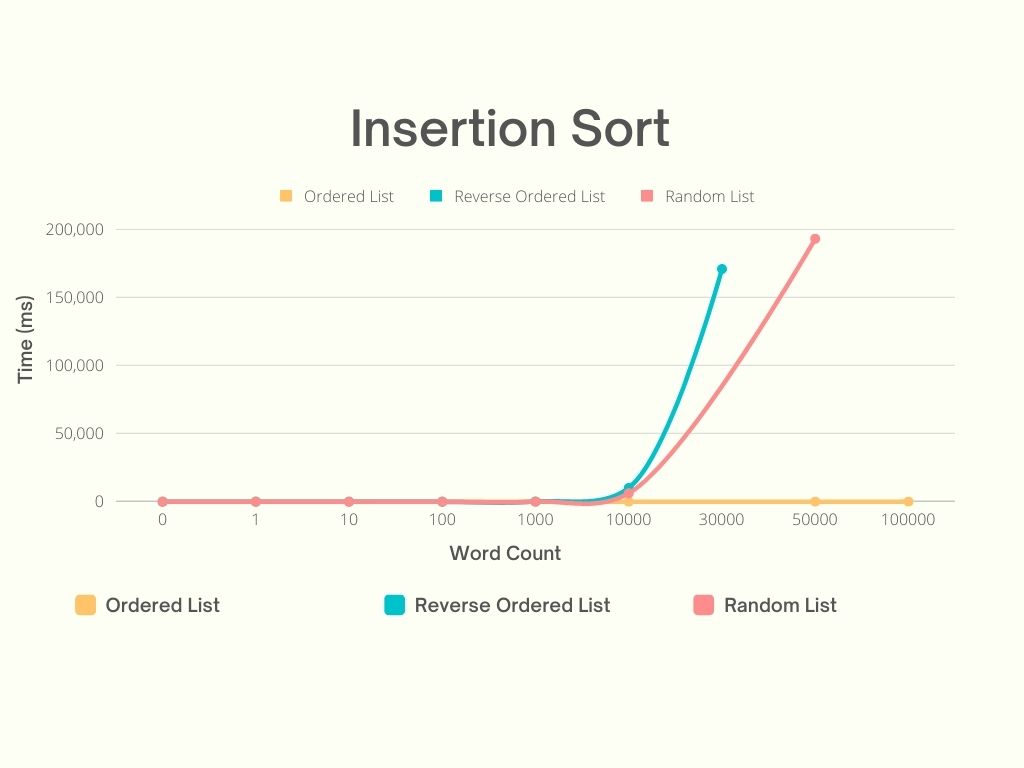 Insertion Sort
Ordered List Reverse Ordered List Random List
200,000
150,000
100,000
50,000
0
Time (ms)
0 1 10 100 1000 10000 30000 50000 100000
Word Count
Ordered List Reverse Ordered List Random List